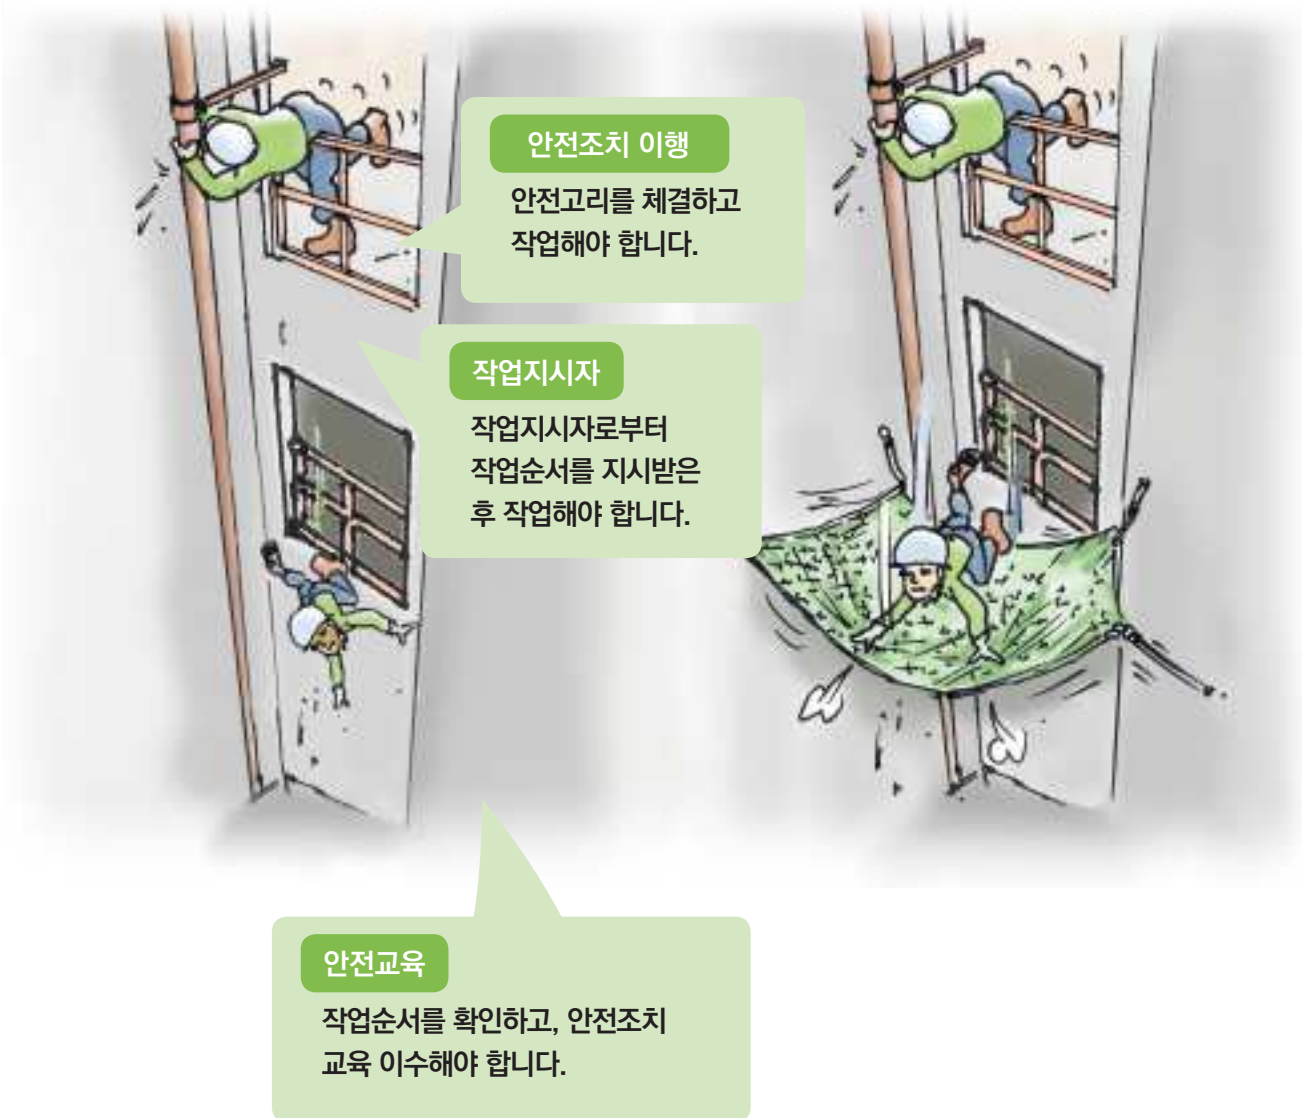 안전조치 이행
안전고리를 체결하고
작업해야 합니다.
작업지시자
작업지시자로부터
작업순서를 지시받은
후 작업해야 합니다.
안전교육
작업순서를 확인하고, 안전조치
교육 이수해야 합니다.